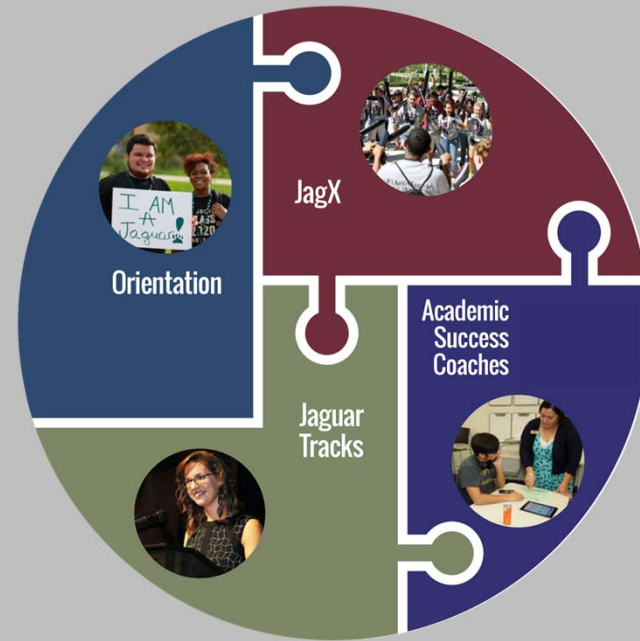 JagX
I AM
A
Jaguar!
Orientation
Academic
Success
Coaches
Jaguar
Tracks